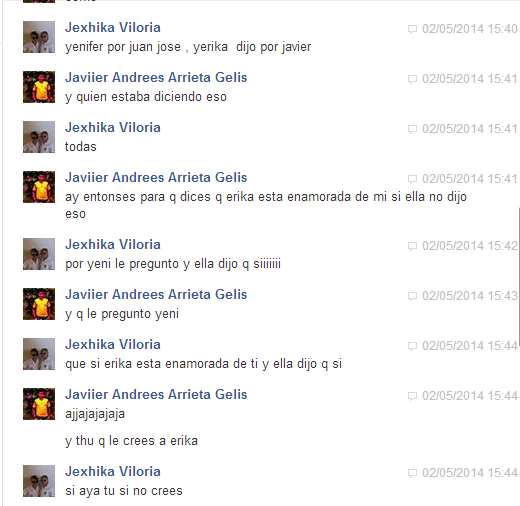 Jexhika Viloria 02/05/2014 15:40
yenifer por juan jose , yerika dijo por javier
Javiier Andrees Arrieta Gelis 02/05/2014 15:41
y quien estaba diciendo eso
Jexhika Viloria 02/05/2014 15:41
todas
Javiier Andrees Arrieta Gelis 02/05/2014 15:41
ay entonses para q dices q erika esta enamorada de mi si ella no dijo
eso
Jexhika Viloria 02/05/2014 15:42
por yeni le pregunto y ella dijo q siiiiiii
Javiier Andrees Arrieta Gelis 02/05/2014 15:43
y q le pregunto yeni
Jexhika Viloria 02/05/2014 15:44
que si erika esta enamorada de ti y ella dijo q si
Javiier Andrees Arrieta Gelis 02/05/2014 15:44
ajjajajajaja
y thu q le crees a erika
Jexhika Viloria 02/05/2014 15:44
si aya tu si no crees